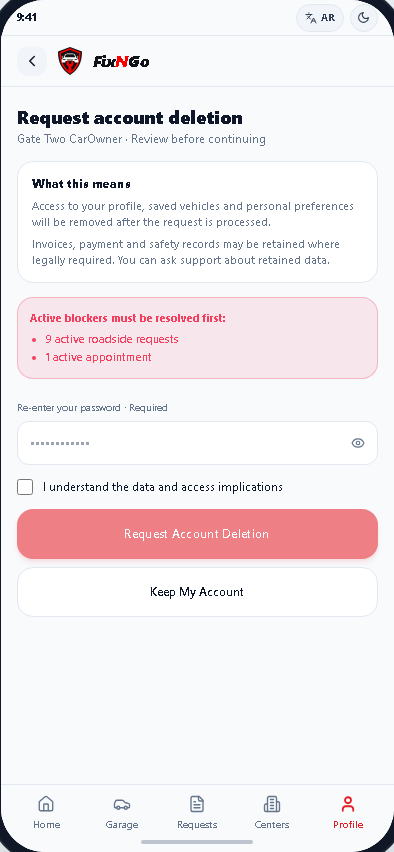 9:41
AR
FixNGo
Request account deletion
Gate Two CarOwner · Review before continuing
What this means
Access to your profile, saved vehicles and personal preferences
will be removed after the request is processed.
Invoices, payment and safety records may be retained where
legally required. You can ask support about retained data.
Active blockers must be resolved first:
• 9 active roadside requests
• 1 active appointment
Re-enter your password · Required
••••••••••••
I understand the data and access implications
Request Account Deletion
Keep My Account
Home
Garage
Requests
Centers
Profile